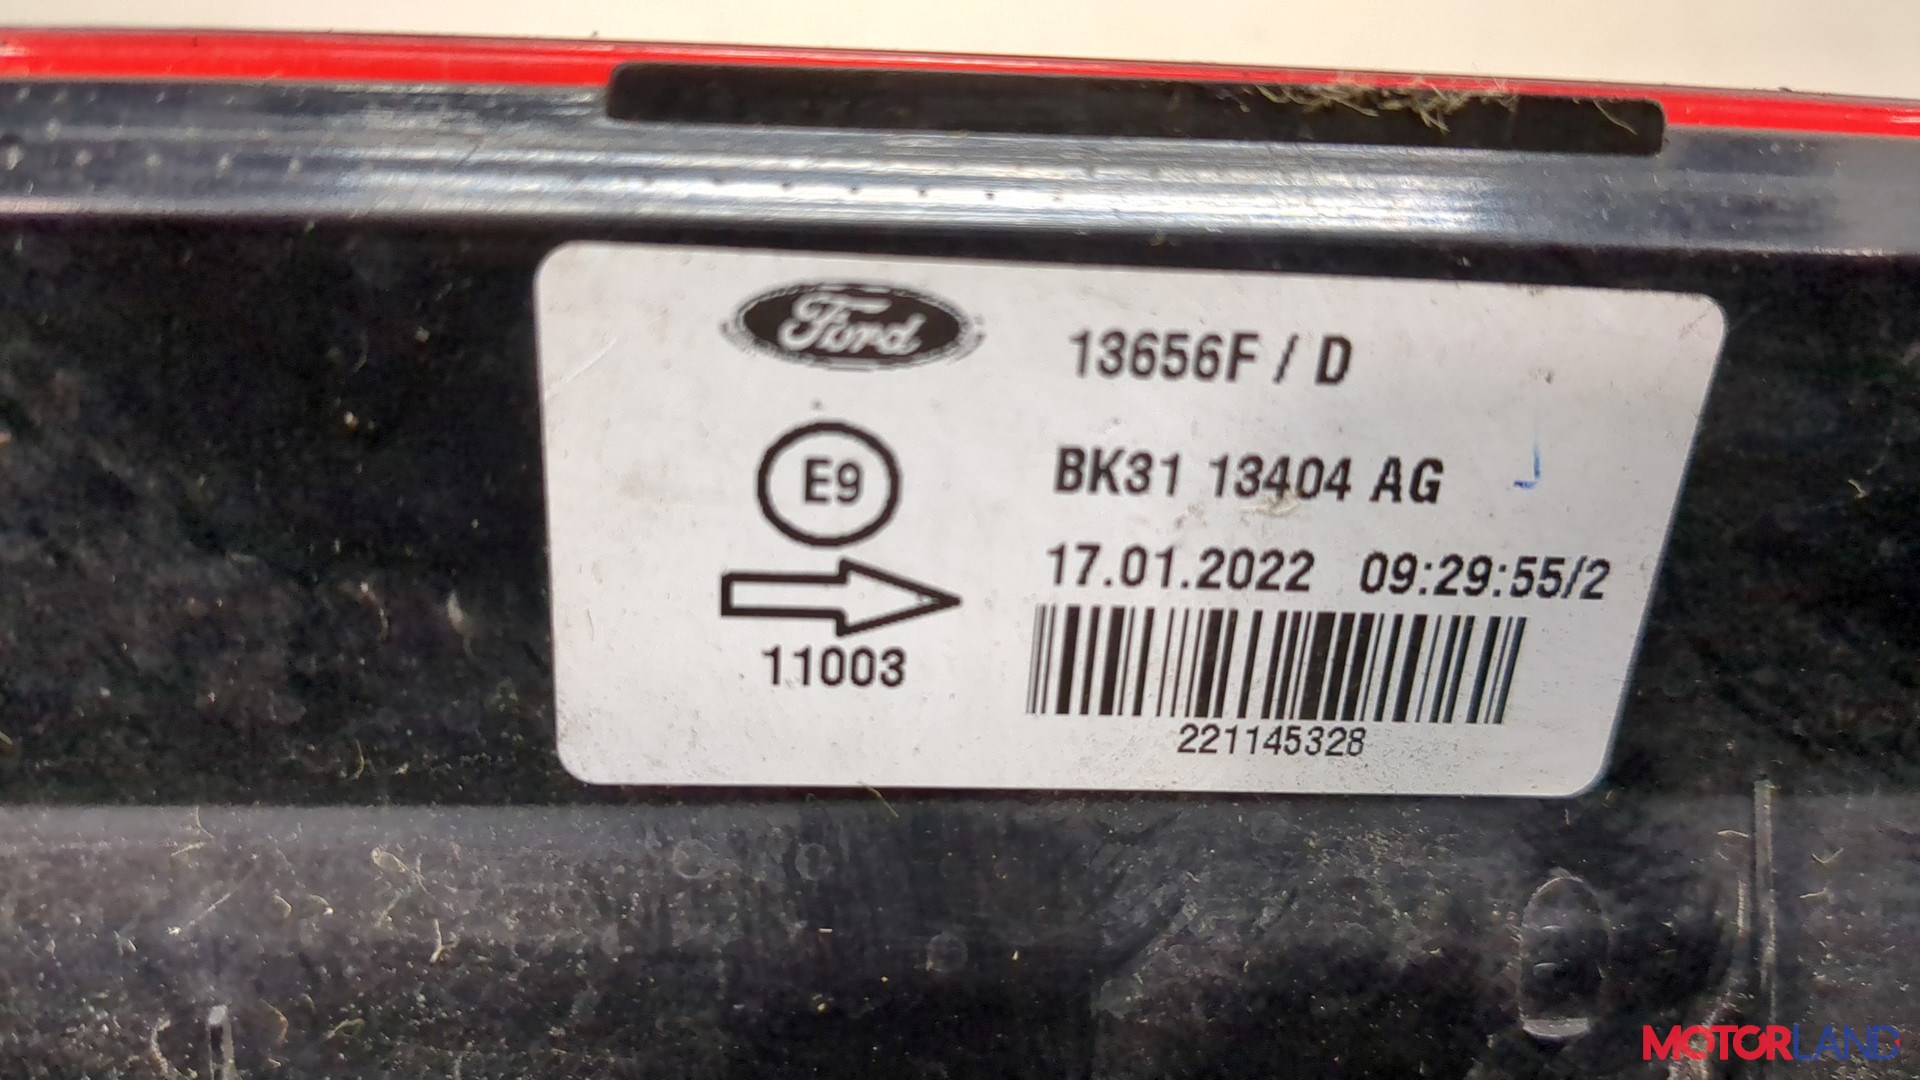 Ford
13656F / D
E9
BK31 13404 AG
17.01.2022 09:29:55/2
11003
221145328
MOTORLAND